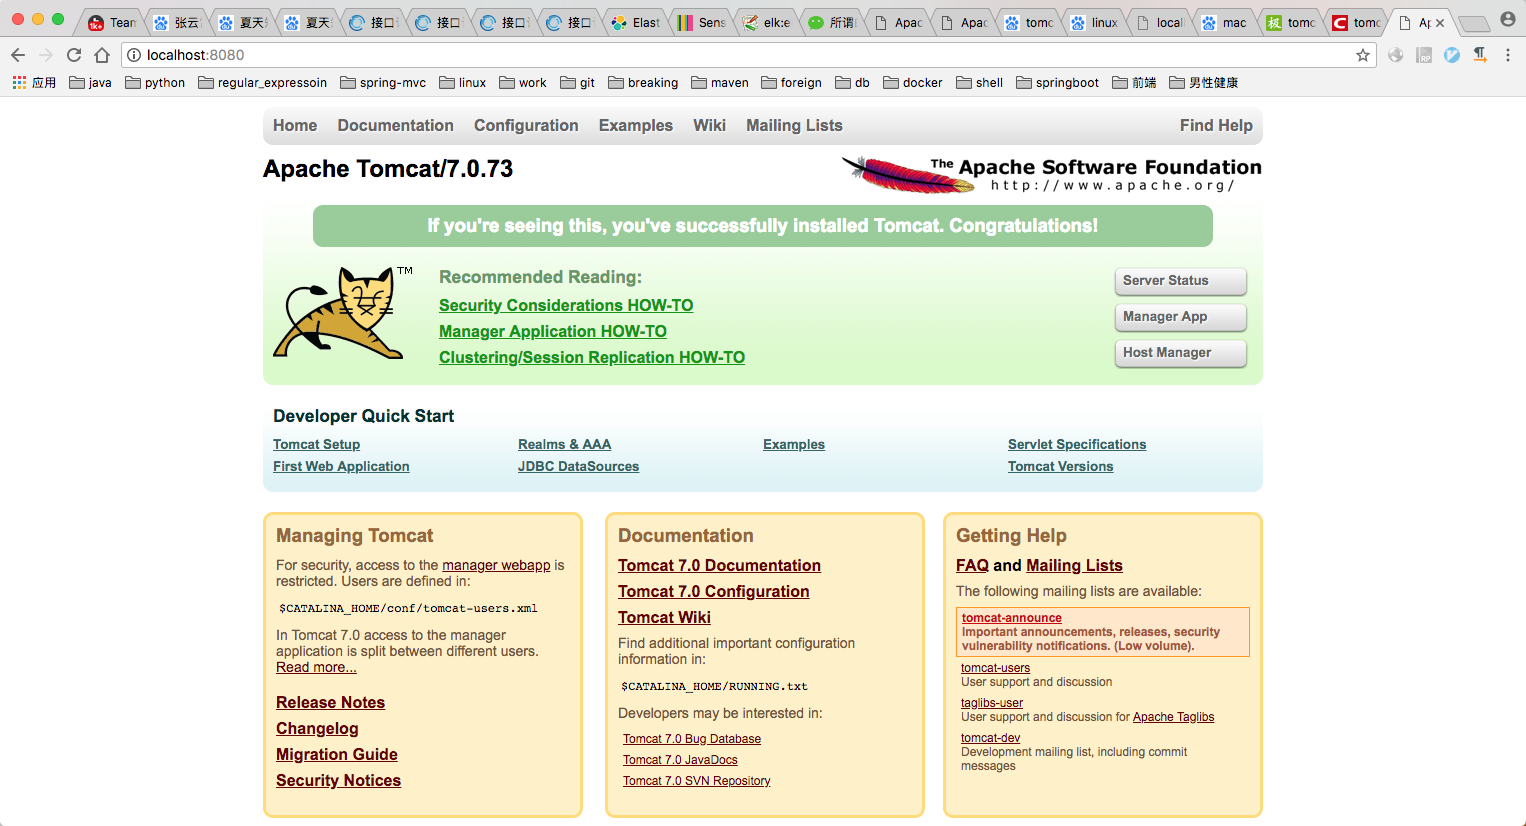 Team
张云
夏天
夏天
接口
接口
接口
接口
Elast
Sens
elk:e
所谓
Apac
Apac
tomc
linux
local
mac
tomc
tomc
Ap
localhost:8080
应用 java python regular_expressoin spring-mvc linux work git breaking maven foreign db docker shell springboot 前端 男性健康
Home Documentation Configuration Examples Wiki Mailing Lists Find Help
Apache Tomcat/7.0.73
The Apache Software Foundation
http://www.apache.org/
If you're seeing this, you've successfully installed Tomcat. Congratulations!
TM
Recommended Reading:
Security Considerations HOW-TO
Manager Application HOW-TO
Clustering/Session Replication HOW-TO
Server Status
Manager App
Host Manager
Developer Quick Start
Tomcat Setup
First Web Application
Realms & AAA
JDBC DataSources
Examples
Servlet Specifications
Tomcat Versions
Managing Tomcat
For security, access to the manager webapp is
restricted. Users are defined in:
$CATALINA_HOME/conf/tomcat-users.xml
In Tomcat 7.0 access to the manager
application is split between different users.
Read more...
Release Notes
Changelog
Migration Guide
Security Notices
Documentation
Tomcat 7.0 Documentation
Tomcat 7.0 Configuration
Tomcat Wiki
Find additional important configuration
information in:
$CATALINA_HOME/RUNNING.txt
Developers may be interested in:
Tomcat 7.0 Bug Database
Tomcat 7.0 JavaDocs
Tomcat 7.0 SVN Repository
Getting Help
FAQ and Mailing Lists
The following mailing lists are available:
tomcat-announce
Important announcements, releases, security
vulnerability notifications. (Low volume).
tomcat-users
User support and discussion
taglibs-user
User support and discussion for Apache Taglibs
tomcat-dev
Development mailing list, including commit
messages